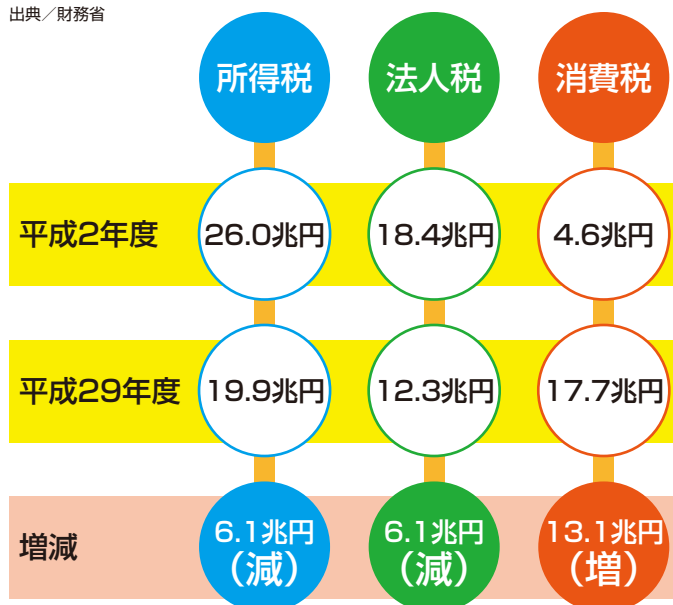 出典／財務省
所得税 法人税 消費税
平成2年度 26.0兆円 18.4兆円 4.6兆円
平成29年度 19.9兆円 12.3兆円 17.7兆円
増減 6.1兆円 6.1兆円 13.1兆円
（減） （減） （増）